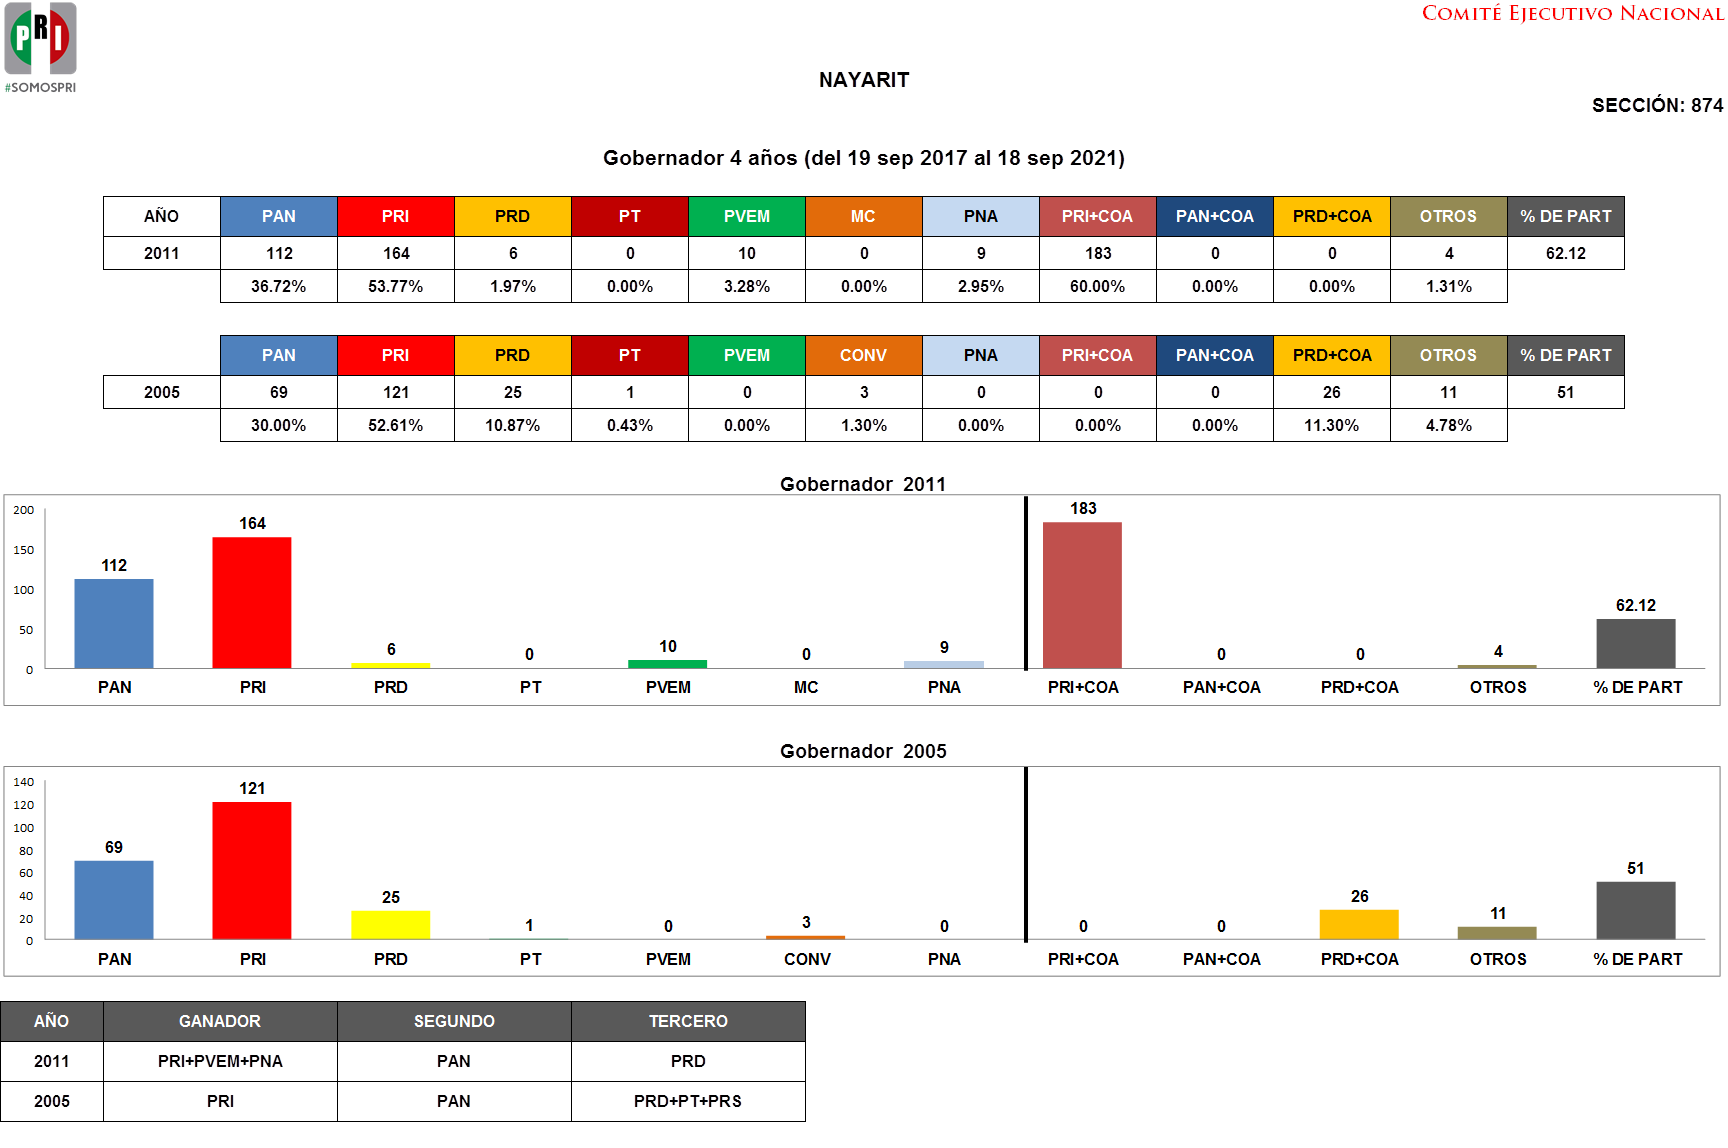 PRI
#SOMOSPRI
COMITÉ EJECUTIVO NACIONAL
NAYARIT
SECCIÓN: 874
Gobernador 4 años (del 19 sep 2017 al 18 sep 2021)
AÑO PAN PRI PRD PT PVEM MC PNA PRI+COA PAN+COA PRD+COA OTROS % DE PART
2011 112 164 6 0 10 0 9 183 0 0 4 62.12
36.72% 53.77% 1.97% 0.00% 3.28% 0.00% 2.95% 60.00% 0.00% 0.00% 1.31%
PAN PRI PRD PT PVEM CONV PNA PRI+COA PAN+COA PRD+COA OTROS % DE PART
2005 69 121 25 1 0 3 0 0 0 26 11 51
30.00% 52.61% 10.87% 0.43% 0.00% 1.30% 0.00% 0.00% 0.00% 11.30% 4.78%
Gobernador 2011
200
150
100
50
0
112 164 6 0 10 0 9 183 0 0 4 62.12
PAN PRI PRD PT PVEM MC PNA PRI+COA PAN+COA PRD+COA OTROS % DE PART
Gobernador 2005
140
120
100
80
60
40
20
0
69 121 25 1 0 3 0 0 0 26 11 51
PAN PRI PRD PT PVEM CONV PNA PRI+COA PAN+COA PRD+COA OTROS % DE PART
AÑO GANADOR SEGUNDO TERCERO
2011 PRI+PVEM+PNA PAN PRD
2005 PRI PAN PRD+PT+PRS